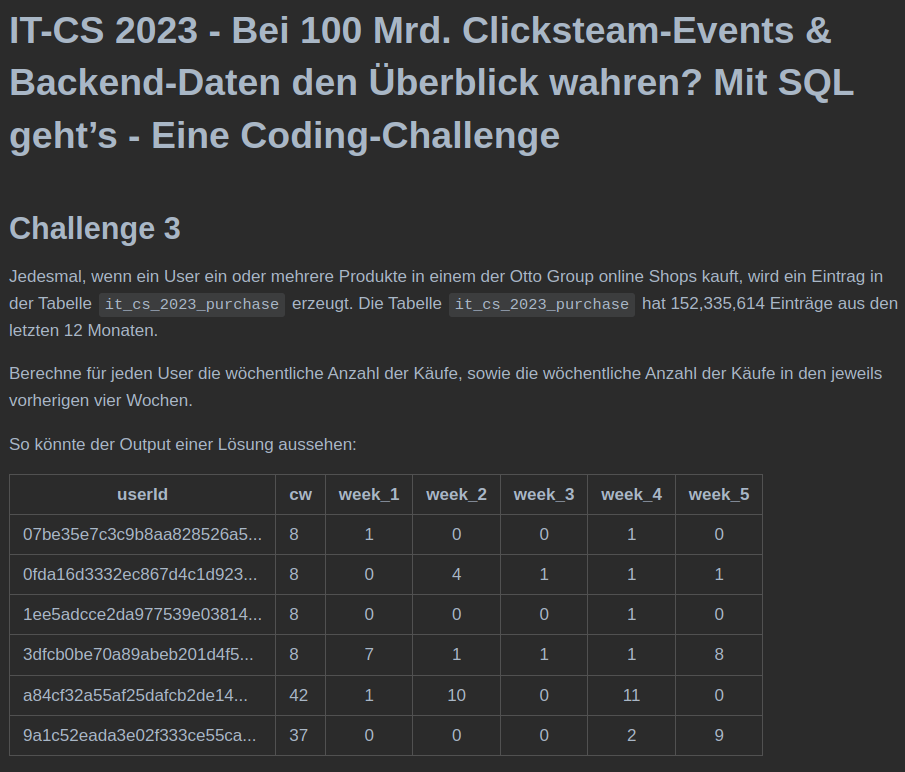 IT-CS 2023 - Bei 100 Mrd. Clicksteam-Events &
Backend-Daten den Überblick wahren? Mit SQL
geht’s - Eine Coding-Challenge
Challenge 3
Jedesmal, wenn ein User ein oder mehrere Produkte in einem der Otto Group online Shops kauft, wird ein Eintrag in
der Tabelle it_cs_2023_purchase erzeugt. Die Tabelle it_cs_2023_purchase hat 152,335,614 Einträge aus den
letzten 12 Monaten.
Berechne für jeden User die wöchentliche Anzahl der Käufe, sowie die wöchentliche Anzahl der Käufe in den jeweils
vorherigen vier Wochen.
So könnte der Output einer Lösung aussehen:
userId cw week_1 week_2 week_3 week_4 week_5
07be35e7c3c9b8aa828526a5... 8 1 0 0 1 0
0fda16d3332ec867d4c1d923... 8 0 4 1 1 1
1ee5adcce2da977539e03814... 8 0 0 0 1 0
3dfcb0be70a89abeb201d4f5... 8 7 1 1 1 8
a84cf32a55af25dafcb2de14... 42 1 10 0 11 0
9a1c52eada3e02f333ce55ca... 37 0 0 0 2 9